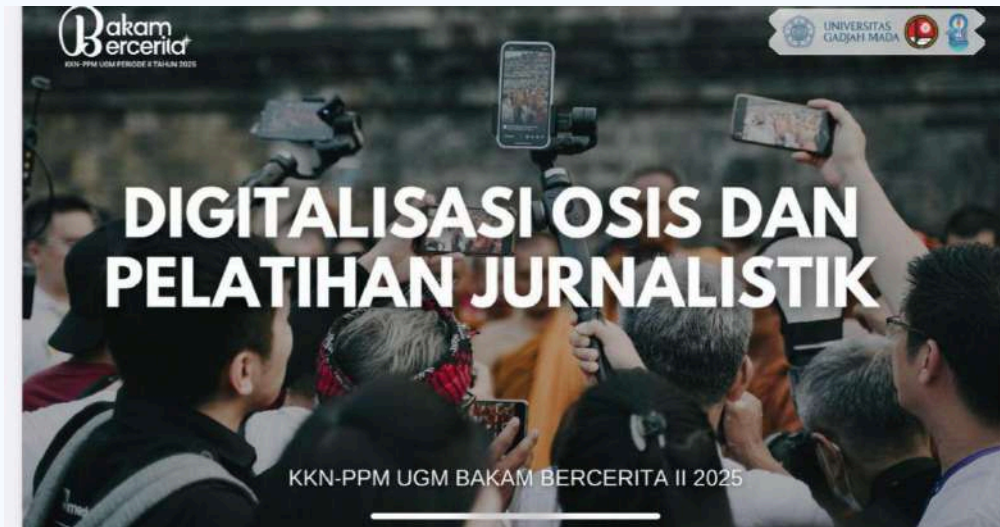 Bakam
Bercerita
KKN-PPM UGM PERIODE II TAHUN 2025
UNIVERSITAS
GADJAH MADA
DIGITALISASI OSIS DAN
PELATIHAN JURNALISTIK
KKN-PPM UGM BAKAM BERCERITA II 2025